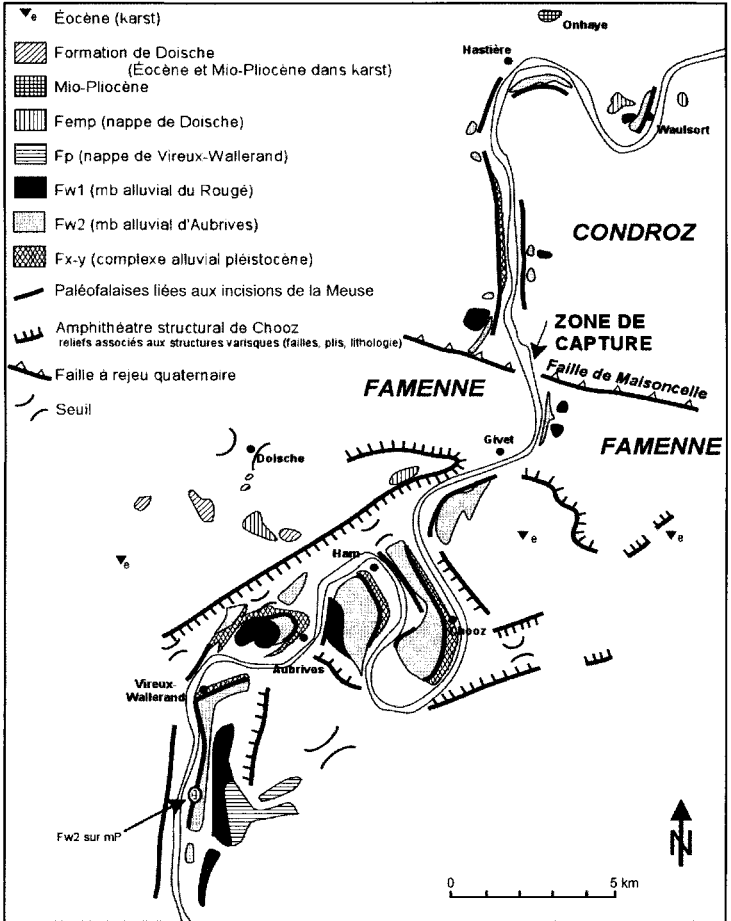 e Éocène (karst)
Formation de Doische
(Éocène et Mio-Pliocène dans karst)
Mio-Pliocène
Femp (nappe de Doische)
Fp (nappe de Vireux-Wallerand)
Fw1 (mb alluvial du Rougé)
Fw2 (mb alluvial d'Aubrives)
Fx-y (complexe alluvial pléistocène)
Paléofalaises liées aux incisions de la Meuse
Amphithéatre structural de Chooz
reliefs associés aux structures varisques (failles, plis, lithologie)
Faille à rejeu quaternaire
Seuil
Onhaye
Hastière
Waulsort
CONDROZ
ZONE DE
CAPTURE
Faille de Maisoncelle
FAMENNE
FAMENNE
Givet
Doische
e
e
e
Ham
Chooz
Aubrives
Vireux-
Wallerand
Fw2 sur mP
N
0 5 km